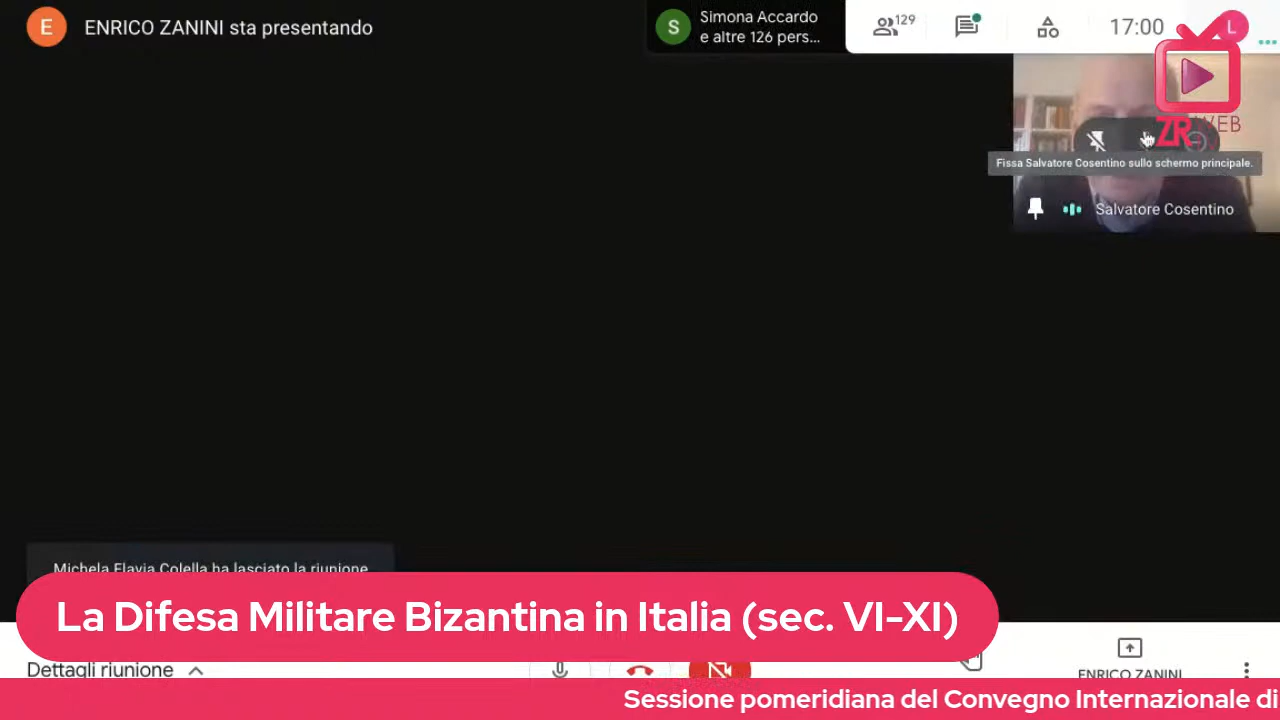 E
ENRICO ZANINI sta presentando
S
Simona Accardo
e altre 126 pers...
129
17:00
L
ZR WEB
TV
Fissa Salvatore Cosentino sullo schermo principale.
Salvatore Cosentino
Michela Flavia Colella ha lasciato la riunione
La Difesa Militare Bizantina in Italia (sec. VI-XI)
Dettagli riunione
ENRICO ZANINI
Sessione pomeridiana del Convegno Internazionale di